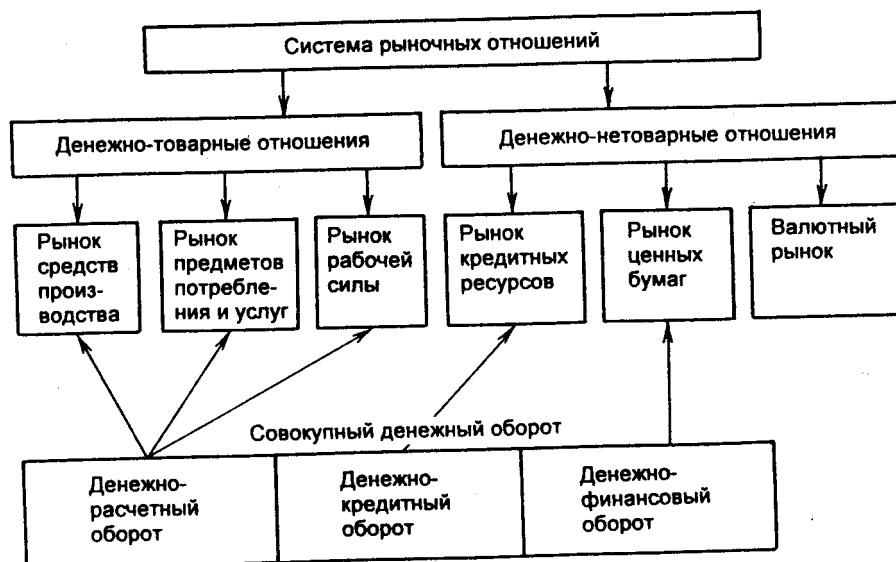 Система рыночных отношений
Денежно-товарные отношения
Денежно-нетоварные отношения
Рынок
средств
произ-
водства
Рынок
предметов
потребле-
ния и услуг
Рынок
рабочей
силы
Рынок
кредитных
ресурсов
Рынок
ценных
бумаг
Валютный
рынок
Совокупный денежный оборот
Денежно-
расчетный
оборот
Денежно-
кредитный
оборот
Денежно-
финансовый
оборот